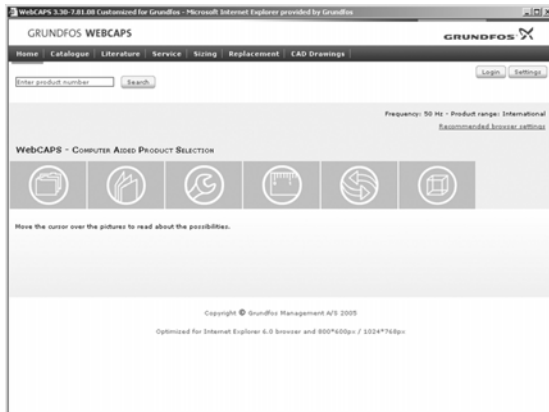 WebCAPS 3.30-7.01.08 Customized for Grundfos - Microsoft Internet Explorer provided by Grundfos
GRUNDFOS WEBCAPS
GRUNDFOS
Home Catalogue Literature Service Sizing Replacement CAD Drawings
Login Settings
Enter product number Search
Frequency: 50 Hz - Product range: International
Recommended browser settings
WebCAPS - Computer Aided Product Selection
Move the cursor over the pictures to read about the possibilities.
Copyright © Grundfos Management A/S 2005
Optimized for Internet Explorer 6.0 browser and 800*600px / 1024*768px